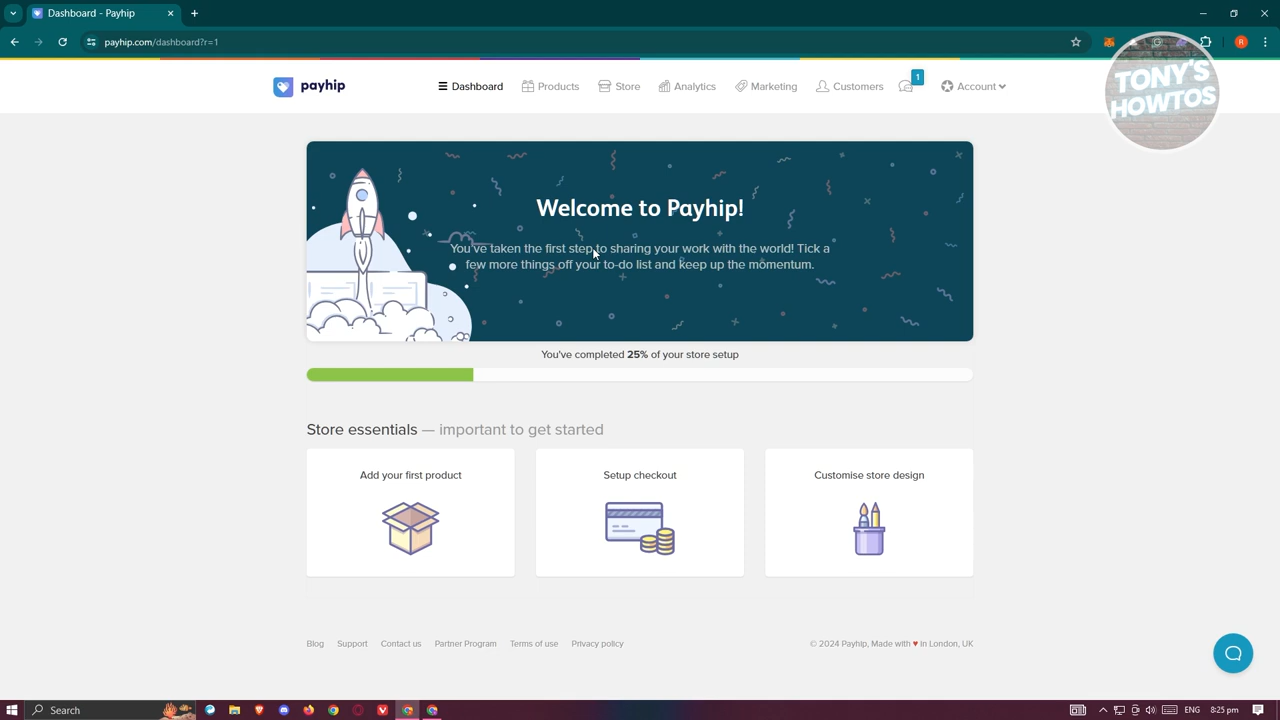 Dashboard - Payhip
payhip.com/dashboard?r=1
R
TONY'S
HOWTOS
payhip
Dashboard
Products
Store
Analytics
Marketing
Customers
1
Account
Welcome to Payhip!
You've taken the first step to sharing your work with the world! Tick a
few more things off your to-do list and keep up the momentum.
You've completed 25% of your store setup
Store essentials — important to get started
Add your first product
Setup checkout
Customise store design
Blog
Support
Contact us
Partner Program
Terms of use
Privacy policy
© 2024 Payhip, Made with ♥ in London, UK
Search
ENG
8:25 pm